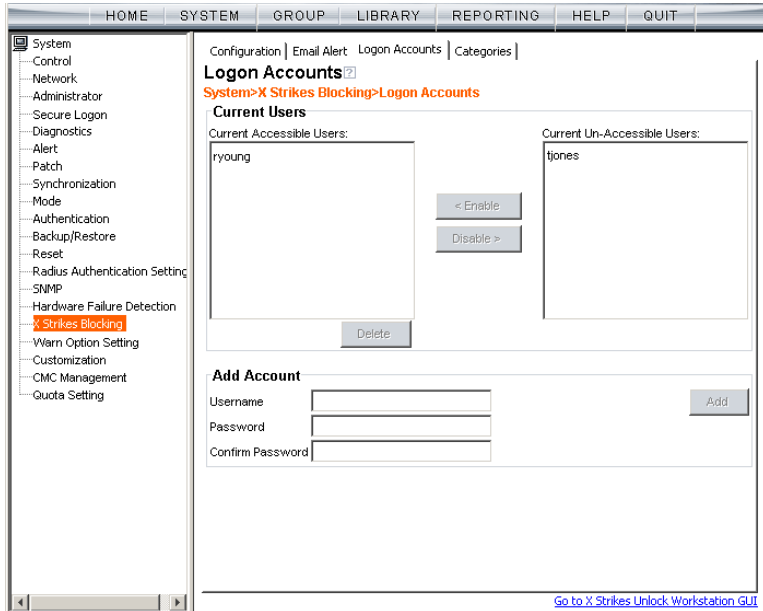 HOME SYSTEM GROUP LIBRARY REPORTING HELP QUIT
System
Control
Network
Administrator
Secure Logon
Diagnostics
Alert
Patch
Synchronization
Mode
Authentication
Backup/Restore
Reset
Radius Authentication Setting
SNMP
Hardware Failure Detection
X Strikes Blocking
Warn Option Setting
Customization
CMC Management
Quota Setting
Configuration | Email Alert Logon Accounts | Categories |
Logon Accounts ?
System>X Strikes Blocking>Logon Accounts
Current Users
Current Accessible Users: Current Un-Accessible Users:
ryoung tjones
< Enable
Disable >
Delete
Add Account
Username Add
Password
Confirm Password
Go to X Strikes Unlock Workstation GUI